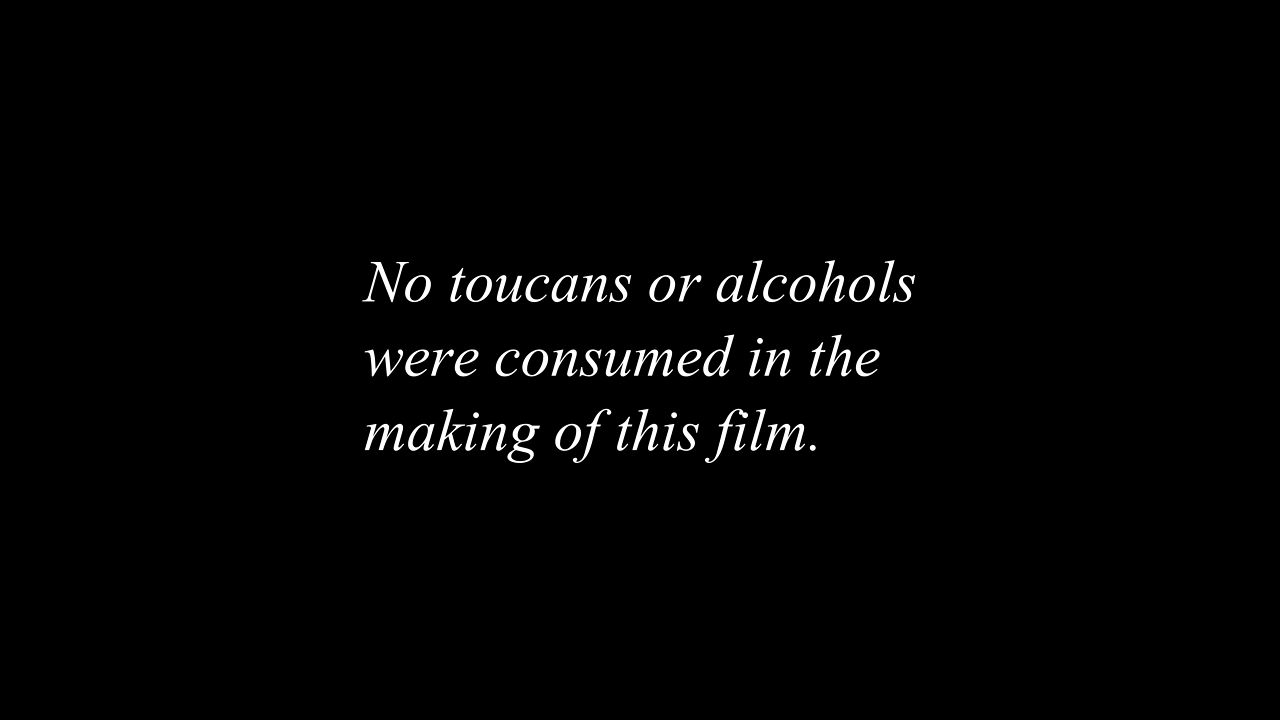 No toucans or alcohols
were consumed in the
making of this film.